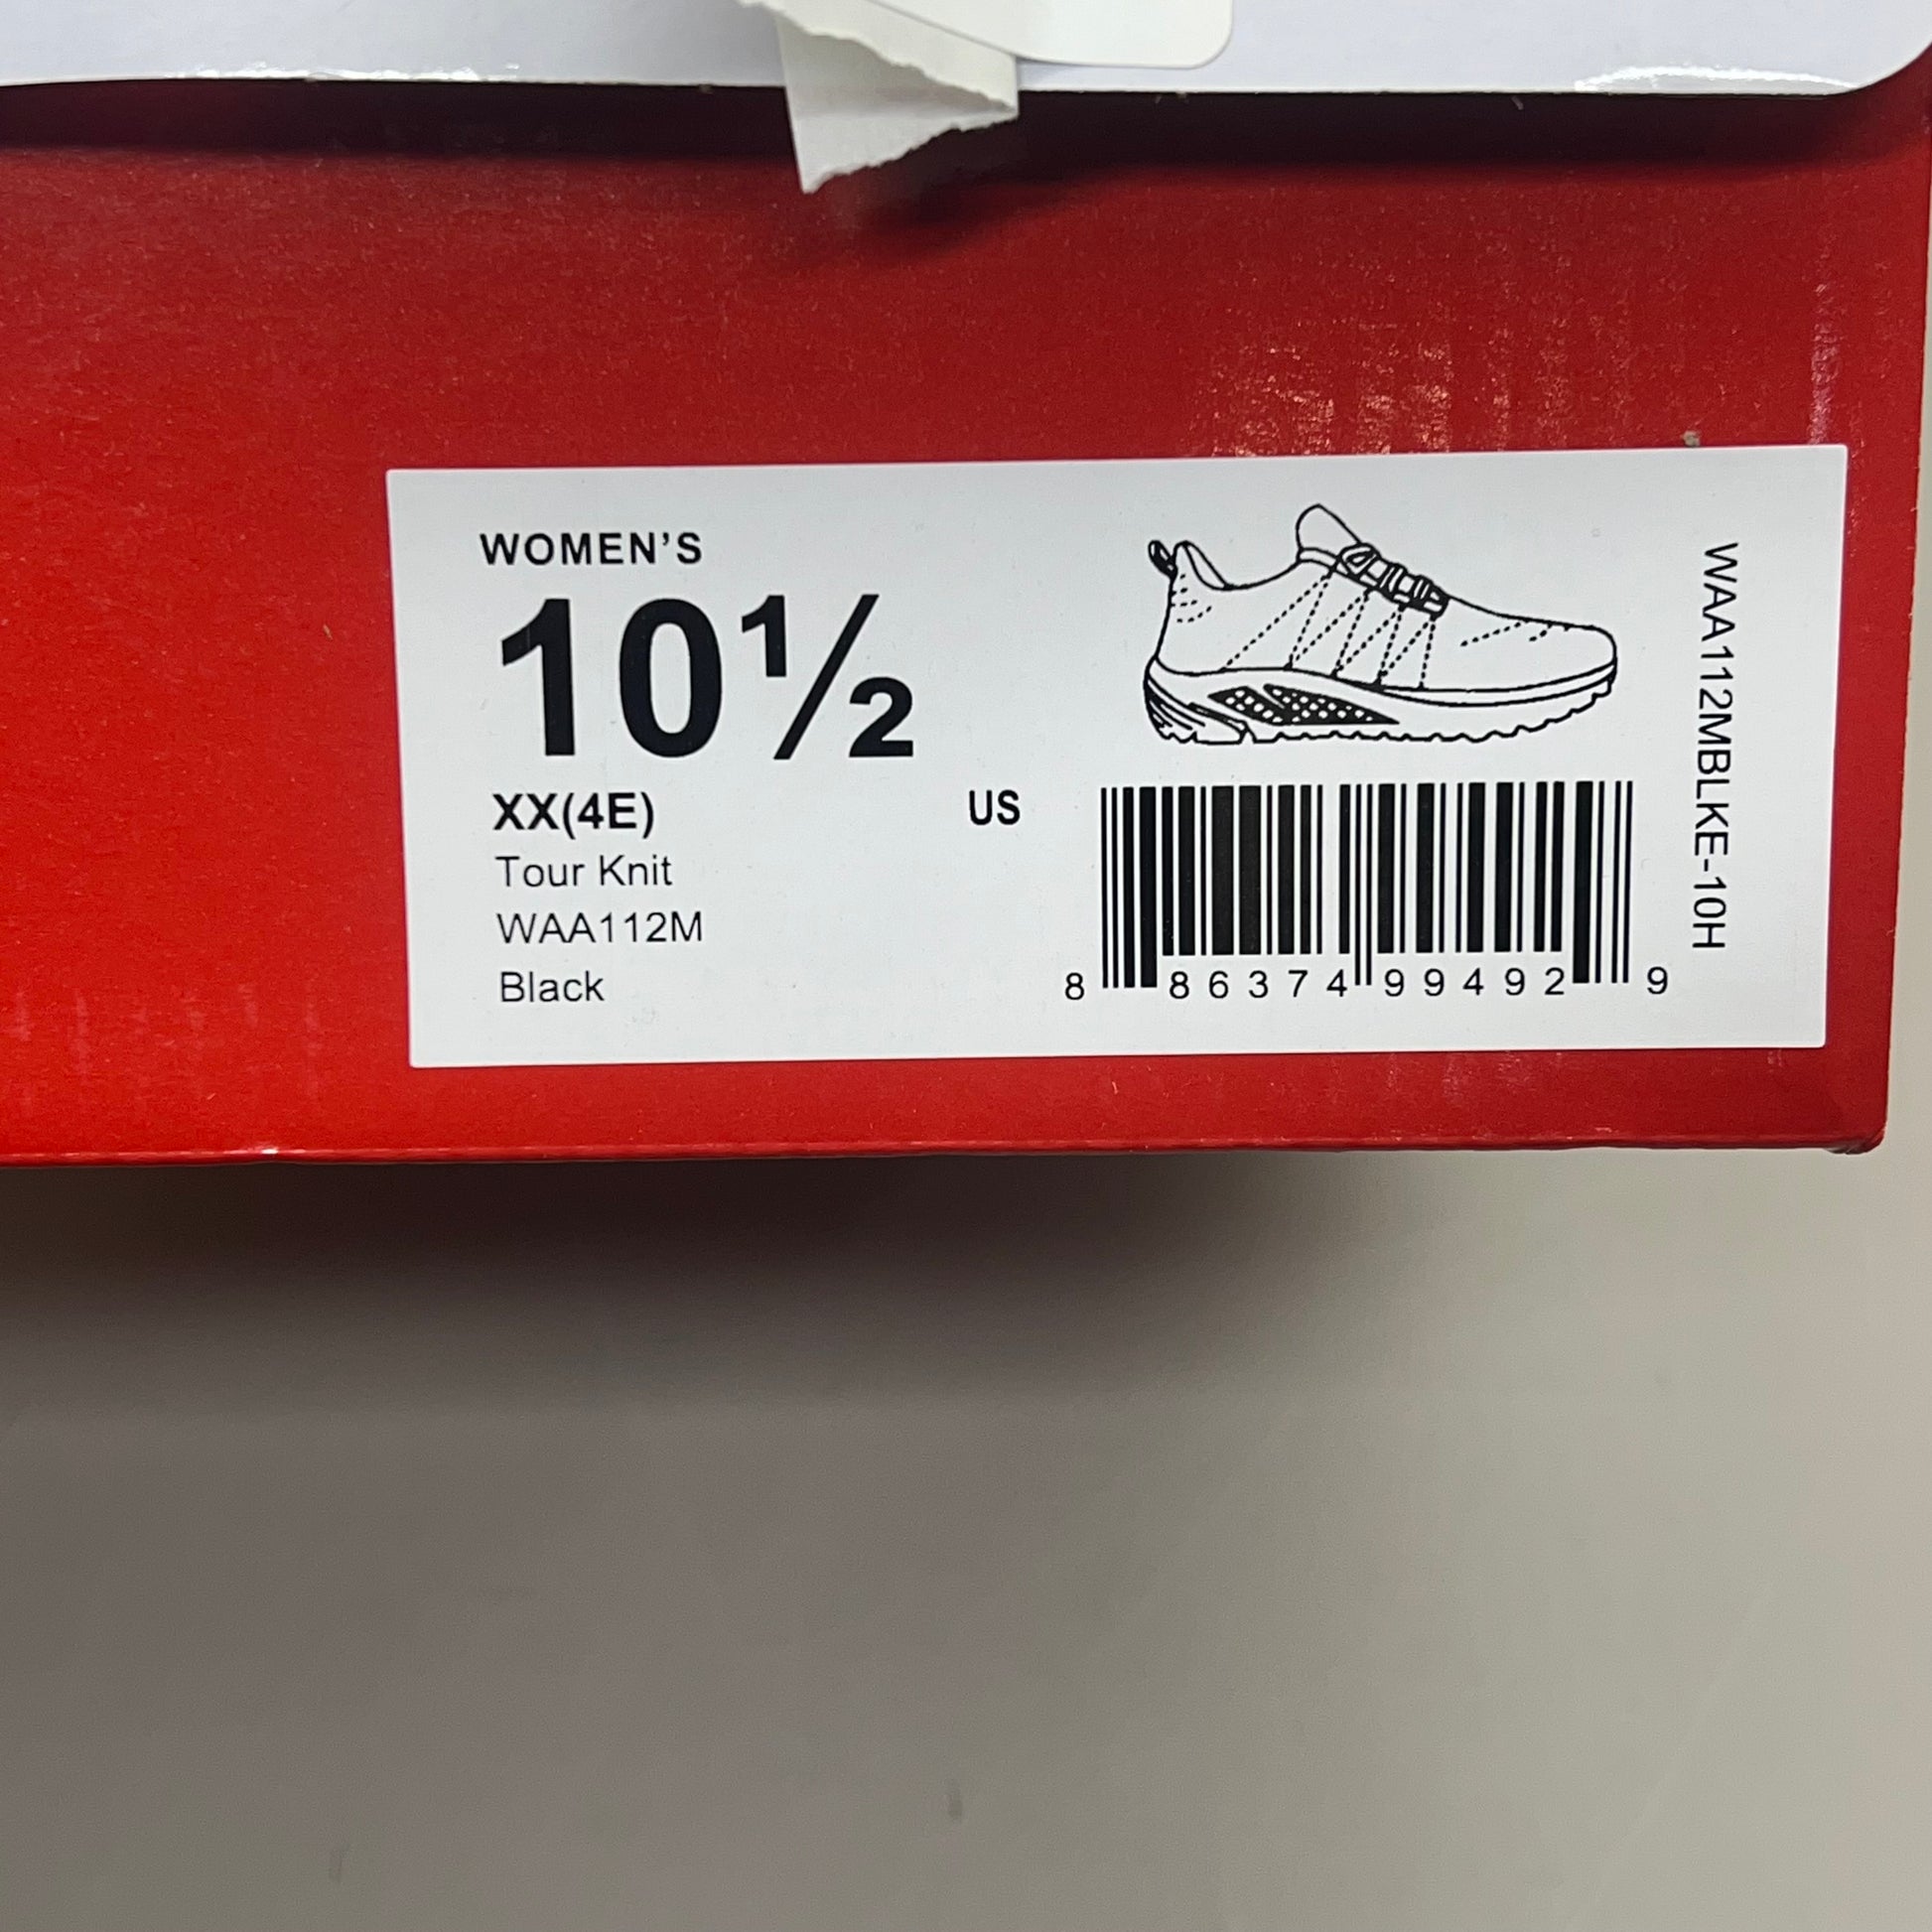 WOMEN'S
10½
XX(4E)
US
Tour Knit
WAA112M
Black
8 86374 99492 9
WAA112MBLKE-10H